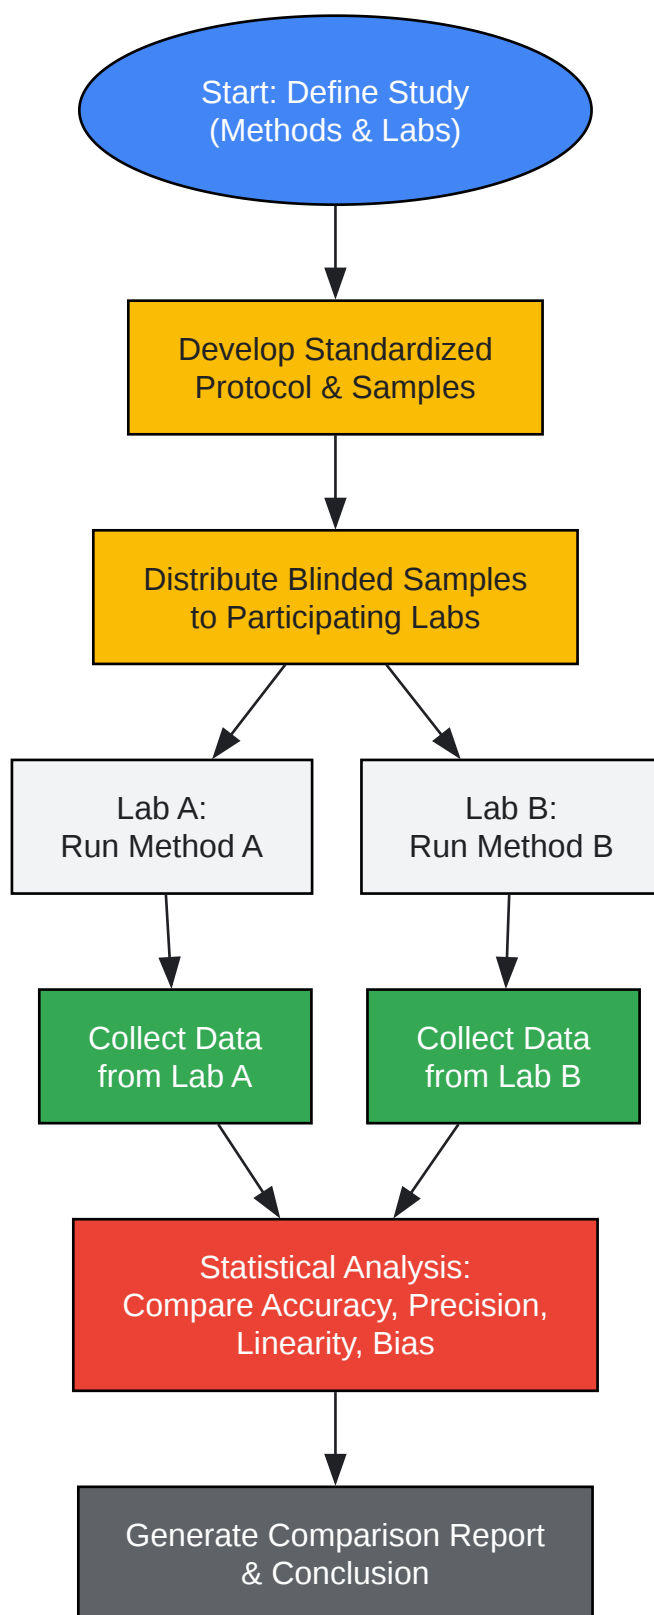 Start: Define Study
(Methods & Labs)
Develop Standardized
Protocol & Samples
Distribute Blinded Samples
to Participating Labs
Lab A:
Run Method A
Lab B:
Run Method B
Collect Data
from Lab A
Collect Data
from Lab B
Statistical Analysis:
Compare Accuracy, Precision,
Linearity, Bias
Generate Comparison Report
& Conclusion